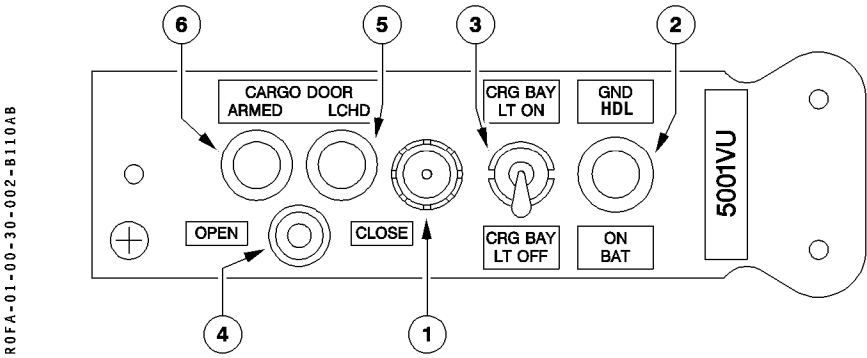 6
5
3
2
CARGO DOOR
ARMED LCHD
CRG BAY
LT ON
GND
HDL
OPEN
CLOSE
CRG BAY
LT OFF
ON
BAT
5001VU
4
1
R0FA-01-00-30-002-B110AB